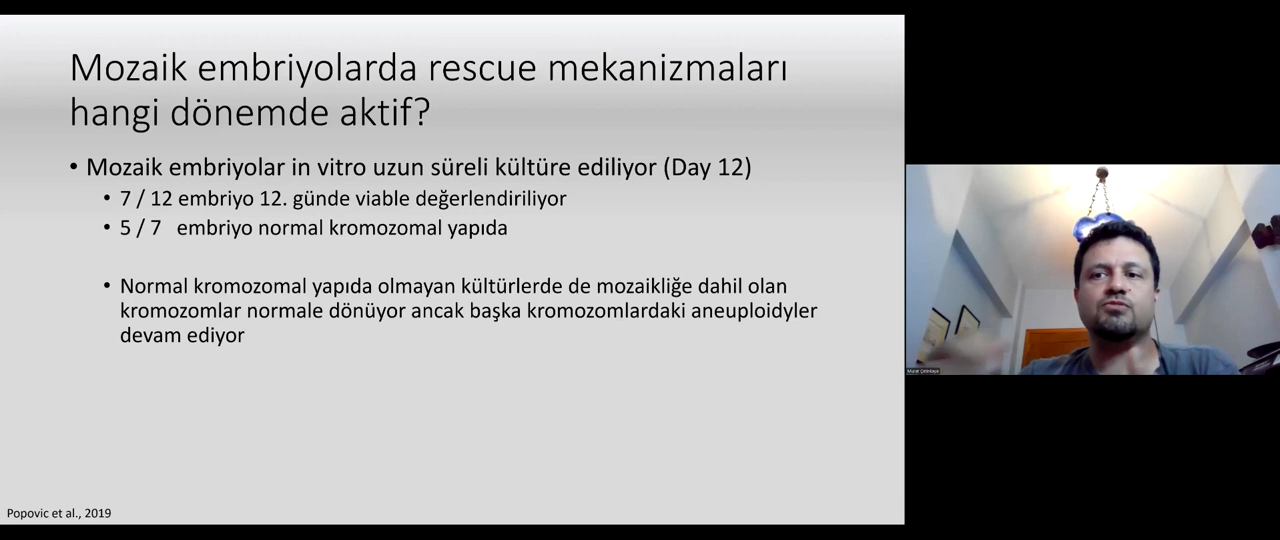 Mozaik embriyolarda rescue mekanizmaları
hangi dönemde aktif?
• Mozaik embriyolar in vitro uzun süreli kültüre ediliyor (Day 12)
• 7 / 12 embriyo 12. günde viable değerlendiriliyor
• 5 / 7 embriyo normal kromozomal yapıda
• Normal kromozomal yapıda olmayan kültürlerde de mozaikliğe dahil olan
kromozomlar normale dönüyor ancak başka kromozomlardaki aneuploidyler
devam ediyor
Popovic et al., 2019